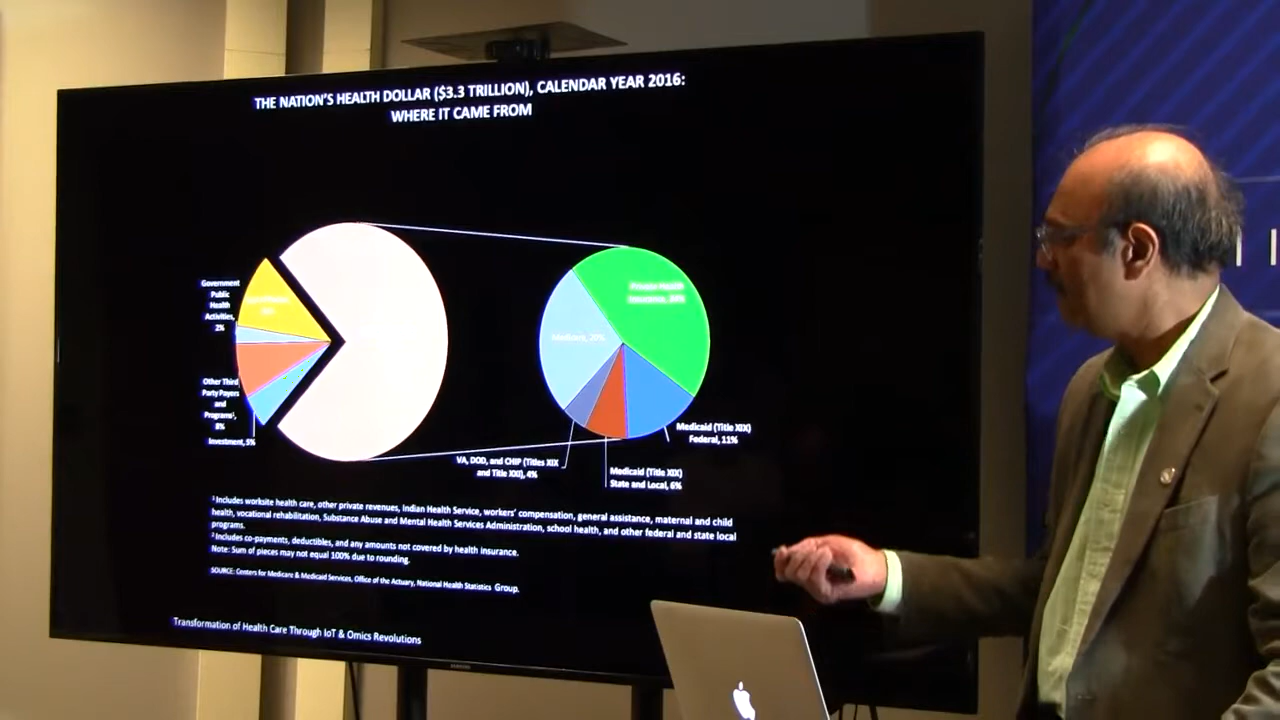 THE NATION'S HEALTH DOLLAR ($3.3 TRILLION), CALENDAR YEAR 2016:
WHERE IT CAME FROM
Government
Public
Health
Activities,
2%
Other Third
Party Payers
and
Programs¹,
8%
Investment, 5%
Private Health
Insurance,
Medicare, 20%
Medicaid (Title XIX)
Federal, 11%
VA, DOD, and CHIP (Titles XIX
and Title XXI), 4%
Medicaid (Title XIX)
State and Local, 6%
¹ Includes worksite health care, other private revenues, Indian Health Service, workers' compensation, general assistance, maternal and child
health, vocational rehabilitation, Substance Abuse and Mental Health Services Administration, school health, and other federal and state local
programs.
² Includes co-payments, deductibles, and any amounts not covered by health insurance.
Note: Sum of pieces may not equal 100% due to rounding.
SOURCE: Centers for Medicare & Medicaid Services, Office of the Actuary, National Health Statistics Group.
Transformation of Health Care Through IoT & Omics Revolutions
SAMSUNG